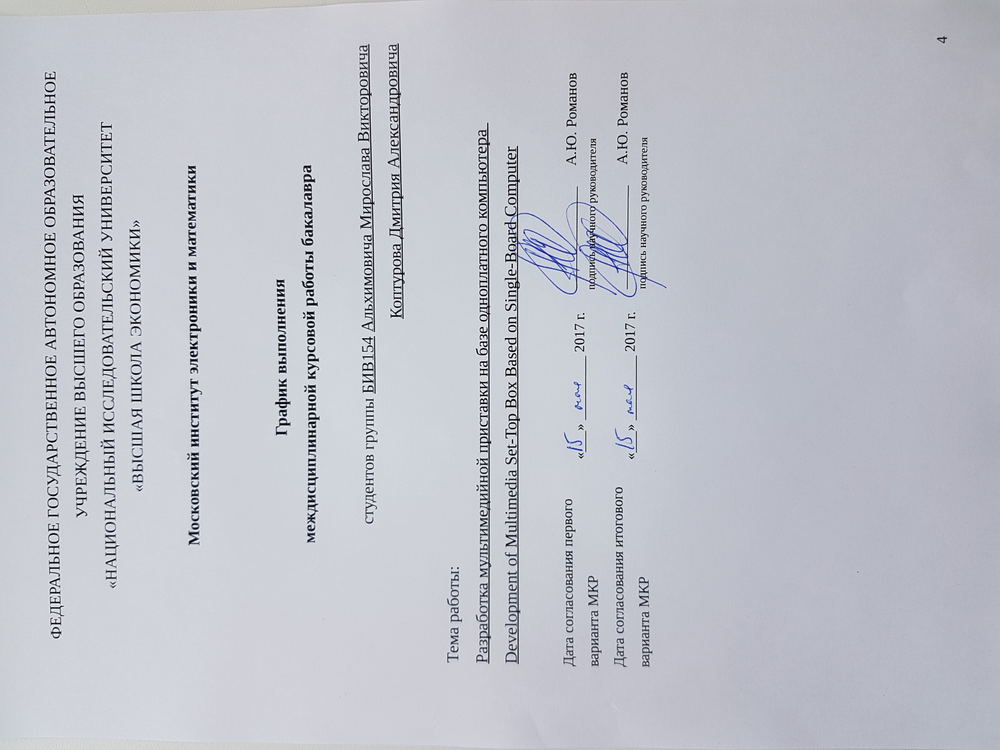 ФЕДЕРАЛЬНОЕ ГОСУДАРСТВЕННОЕ АВТОНОМНОЕ ОБРАЗОВАТЕЛЬНОЕ
УЧРЕЖДЕНИЕ ВЫСШЕГО ОБРАЗОВАНИЯ
«НАЦИОНАЛЬНЫЙ ИССЛЕДОВАТЕЛЬСКИЙ УНИВЕРСИТЕТ
«ВЫСШАЯ ШКОЛА ЭКОНОМИКИ»
Московский институт электроники и математики
График выполнения
междисциплинарной курсовой работы бакалавра
студентов группы БИВ154 Альхимовича Мирослава Викторовича
Коптурова Дмитрия Александровича
Тема работы:
Разработка мультимедийной приставки на базе одноплатного компьютера
Development of Multimedia Set-Top Box Based on Single-Board Computer
Дата согласования первого «15» мая 2017 г. А.Ю. Романов
варианта МКР подпись научного руководителя
Дата согласования итогового «15» мая 2017 г. А.Ю. Романов
варианта МКР подпись научного руководителя
4